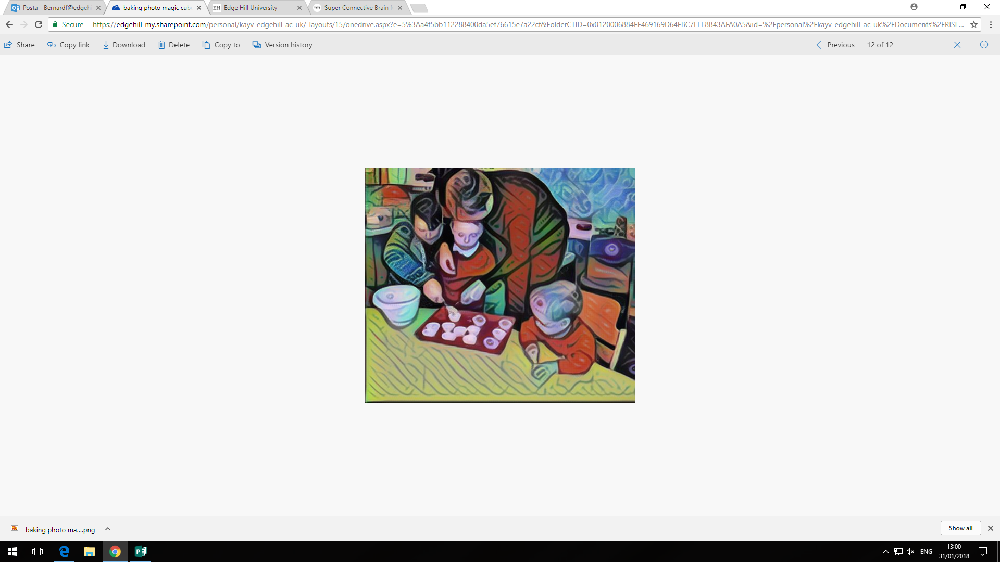 Posta - Bernardf@edgeh
baking photo magic cub
EH Edge Hill University
TATE Super Connective Brain
Secure https://edgehill-my.sharepoint.com/personal/kayv_edgehill_ac_uk/_layouts/15/onedrive.aspx?e=5%3Aa4f5bb112288400da5ef76615e7a22cf&FolderCTID=0x0120006884FF469169D64FBC7EEE8B43AFA0A5&id=%2Fpersonal%2Fkayv_edgehill_ac_uk%2FDocuments%2FRISE...
Share Copy link Download Delete Copy to Version history Previous 12 of 12
baking photo ma....png Show all
ENG 13:00
31/01/2018